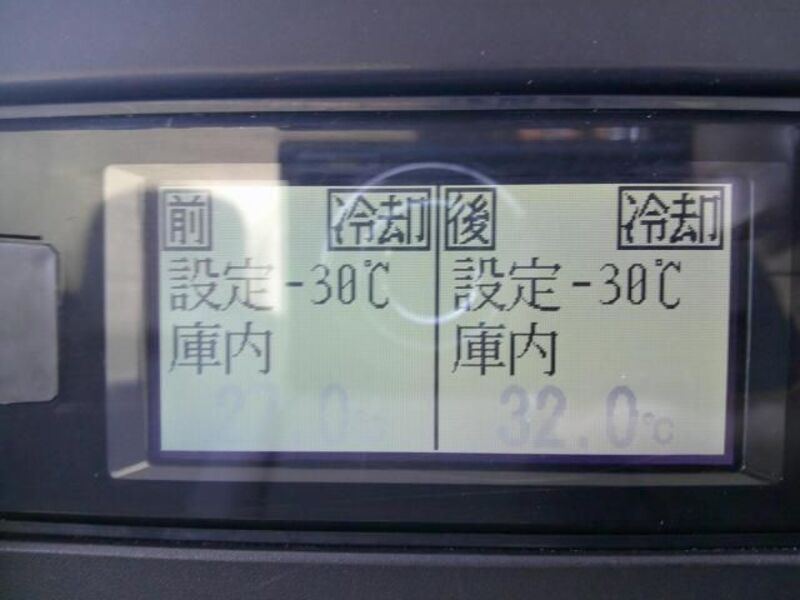 前 冷却
設定-30℃
庫内
後 冷却
設定-30℃
庫内
32.0℃